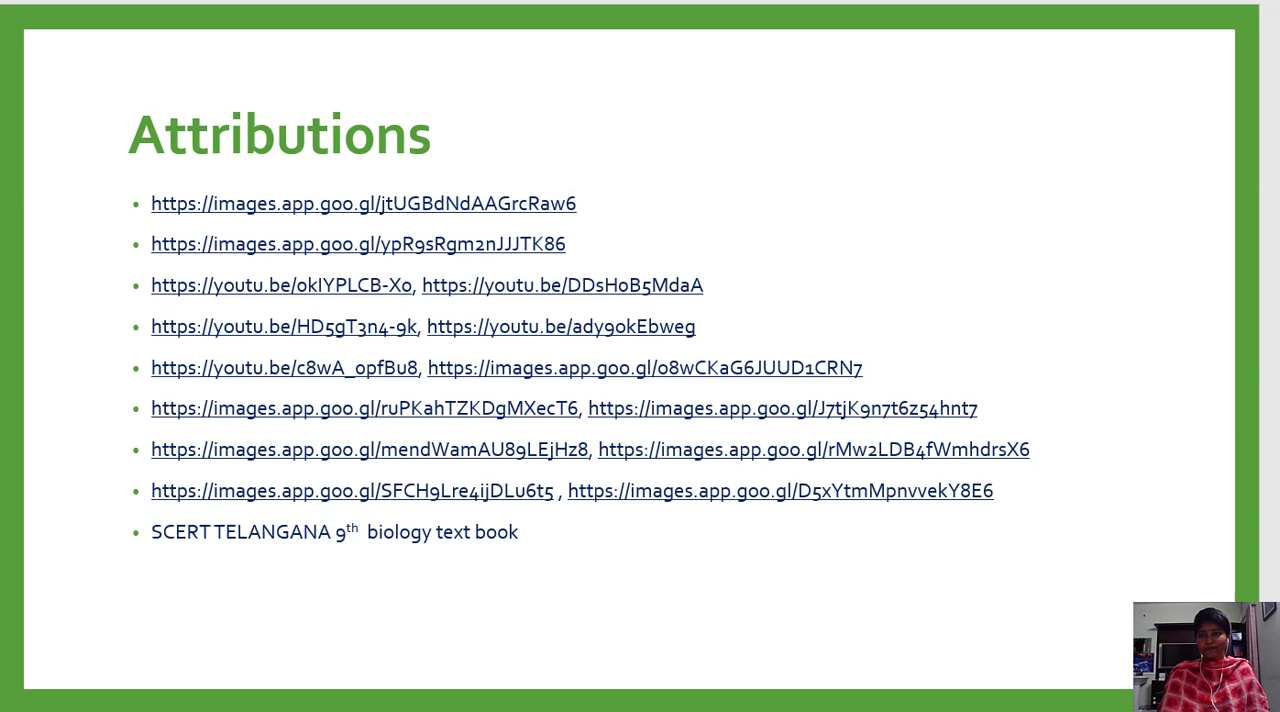 Attributions
https://images.app.goo.gl/jtUGBdNdAAGrcRaw6
https://images.app.goo.gl/ypR9sRgm2nJJJTK86
https://youtu.be/okIYPLCB-X0, https://youtu.be/DDsH0B5MdaA
https://youtu.be/HD5gT3n4-9k, https://youtu.be/ady9okEbweg
https://youtu.be/c8wA_opfBu8, https://images.app.goo.gl/o8wCKaG6JUUD1CRN7
https://images.app.goo.gl/ruPKahTZKDgMXecT6, https://images.app.goo.gl/J7tjK9n7t6z54hnt7
https://images.app.goo.gl/mendWamAU89LEjHz8, https://images.app.goo.gl/rMw2LDB4fWmhdrsX6
https://images.app.goo.gl/SFCH9Lre4ijDLu6t5 , https://images.app.goo.gl/D5xYtmMpnvvekY8E6
SCERT TELANGANA 9th biology text book